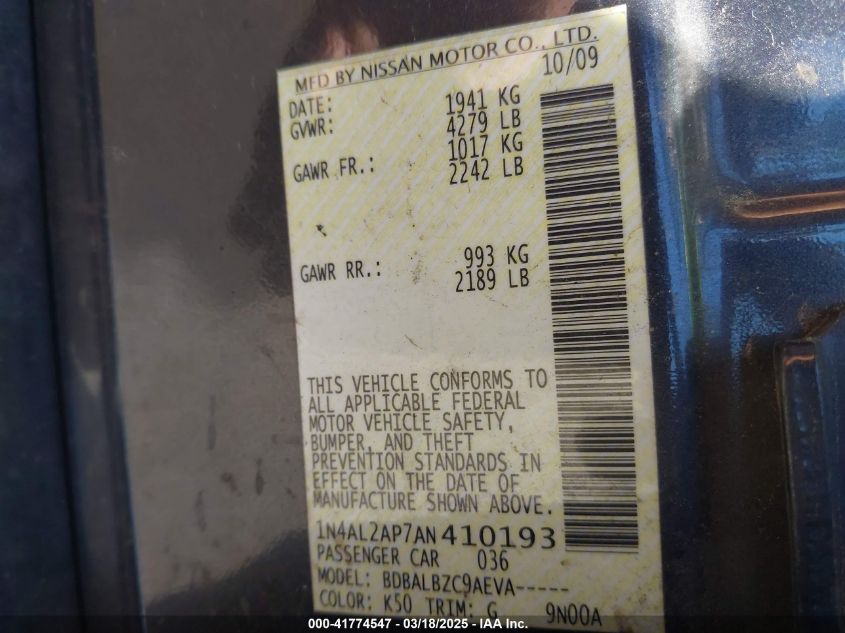 MFD BY NISSAN MOTOR CO., LTD.
DATE: 10/09
GVWR: 1941 KG
4279 LB
GAWR FR.: 1017 KG
2242 LB
GAWR RR.: 993 KG
2189 LB
THIS VEHICLE CONFORMS TO
ALL APPLICABLE FEDERAL
MOTOR VEHICLE SAFETY,
BUMPER, AND THEFT
PREVENTION STANDARDS IN
EFFECT ON THE DATE OF
MANUFACTURE SHOWN ABOVE.
1N4AL2AP7AN410193
PASSENGER CAR 036
MODEL: BDBALBZC9AEVA-----
COLOR: K50 TRIM: G 9N00A
000-41774547 — 03/18/2025 — IAA Inc.